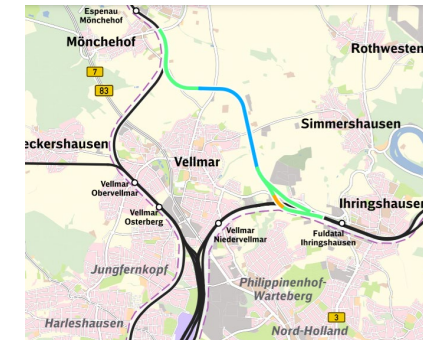 Espenau
Mönchehof
Mönchehof
Rothwesten
7
83
Simmershausen
eckershausen
Vellmar
Vellmar
Obervellmar
Vellmar
Osterberg
Ihringshausen
Vellmar
Niedervellmar
Fuldatal
Ihringshausen
Jungfernkopf
Philippinenhof-
Warteberg
Harleshausen
3
Nord-Holland